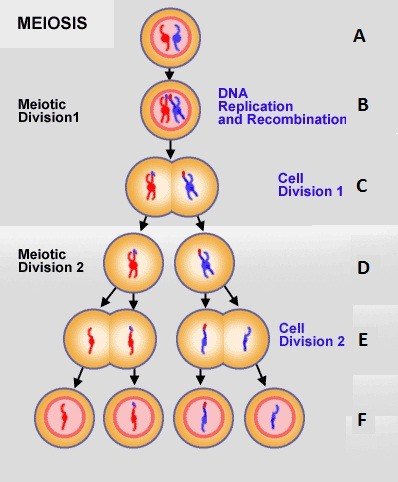 MEIOSIS
A
Meiotic
Division1
DNA
Replication
and Recombination
B
Cell
Division 1
C
Meiotic
Division 2
D
Cell
Division 2
E
F